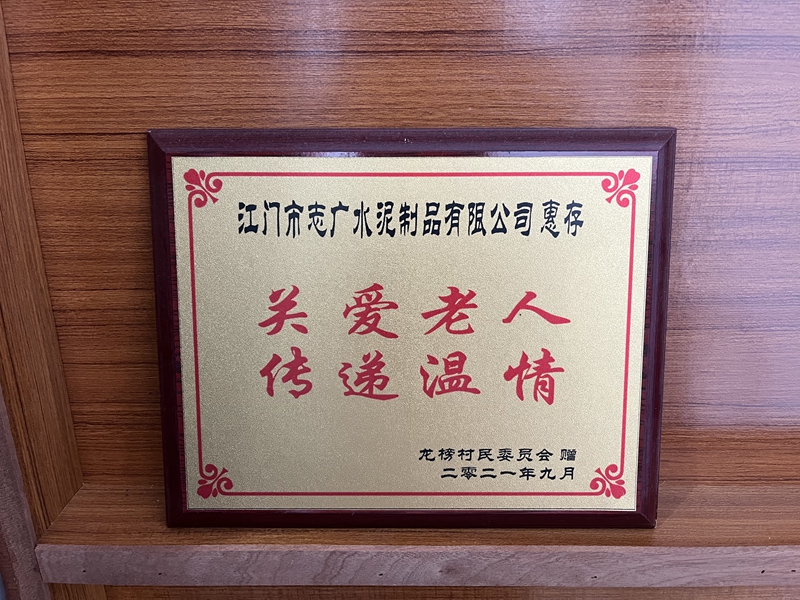 江门市志广水泥制品有限公司 惠存
关爱老人
传递温情
龙榜村民委员会 赠
二零二一年九月